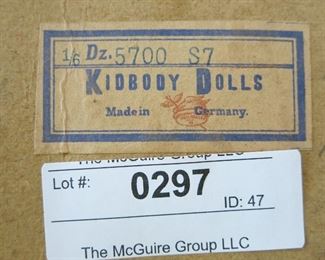 1/6 Dz. 5700 S7
KIDBODY DOLLS
Made in Germany.
The McGuire Group LLC
Lot #: 0297 ID: 47
The McGuire Group LLC